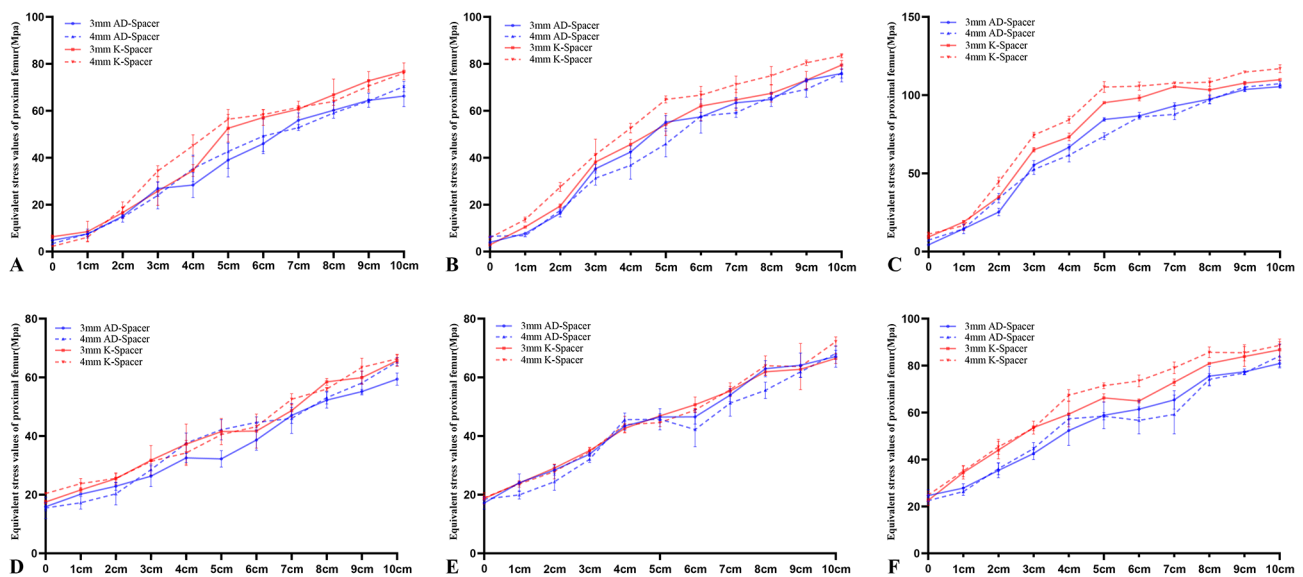 100
80
60
40
20
0
Equivalent stress values of proximal femur(Mpa)
3mm AD-Spacer
4mm AD-Spacer
3mm K-Spacer
4mm K-Spacer
A
0 1cm 2cm 3cm 4cm 5cm 6cm 7cm 8cm 9cm 10cm
100
80
60
40
20
0
Equivalent stress values of proximal femur(Mpa)
3mm AD-Spacer
4mm AD-Spacer
3mm K-Spacer
4mm K-Spacer
B
0 1cm 2cm 3cm 4cm 5cm 6cm 7cm 8cm 9cm 10cm
150
100
50
0
Equivalent stress values of proximal femur(Mpa)
3mm AD-Spacer
4mm AD-Spacer
3mm K-Spacer
4mm K-Spacer
C
0 1cm 2cm 3cm 4cm 5cm 6cm 7cm 8cm 9cm 10cm
80
60
40
20
0
Equivalent stress values of proximal femur(Mpa)
3mm AD-Spacer
4mm AD-Spacer
3mm K-Spacer
4mm K-Spacer
D
0 1cm 2cm 3cm 4cm 5cm 6cm 7cm 8cm 9cm 10cm
80
60
40
20
0
Equivalent stress values of proximal femur(Mpa)
3mm AD-Spacer
4mm AD-Spacer
3mm K-Spacer
4mm K-Spacer
E
0 1cm 2cm 3cm 4cm 5cm 6cm 7cm 8cm 9cm 10cm
100
80
60
40
20
0
Equivalent stress values of proximal femur(Mpa)
3mm AD-Spacer
4mm AD-Spacer
3mm K-Spacer
4mm K-Spacer
F
0 1cm 2cm 3cm 4cm 5cm 6cm 7cm 8cm 9cm 10cm